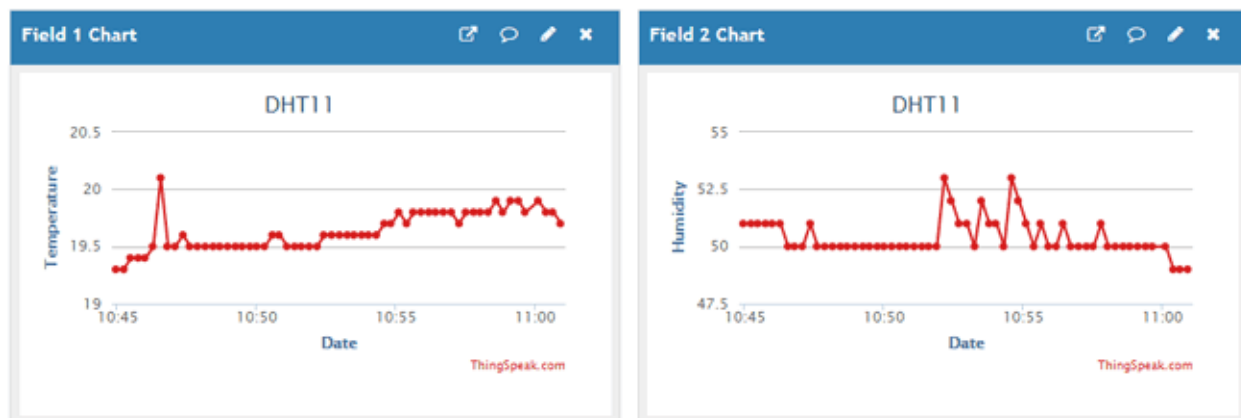 Field 1 Chart
DHT11
20.5
20
19.5
19
Temperature
10:45 10:50 10:55 11:00
Date
ThingSpeak.com
Field 2 Chart
DHT11
55
52.5
50
47.5
Humidity
10:45 10:50 10:55 11:00
Date
ThingSpeak.com